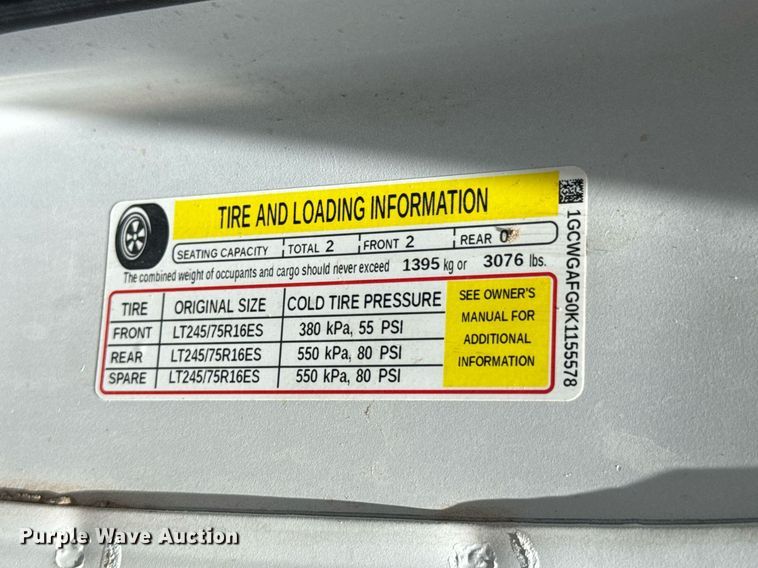 TIRE AND LOADING INFORMATION
SEATING CAPACITY TOTAL 2 FRONT 2 REAR 0
The combined weight of occupants and cargo should never exceed 1395 kg or 3076 lbs.
TIRE ORIGINAL SIZE COLD TIRE PRESSURE
FRONT LT245/75R16ES 380 kPa, 55 PSI
REAR LT245/75R16ES 550 kPa, 80 PSI
SPARE LT245/75R16ES 550 kPa, 80 PSI
SEE OWNER'S
MANUAL FOR
ADDITIONAL
INFORMATION
1GCWGAFG0K1155578
Purple Wave Auction